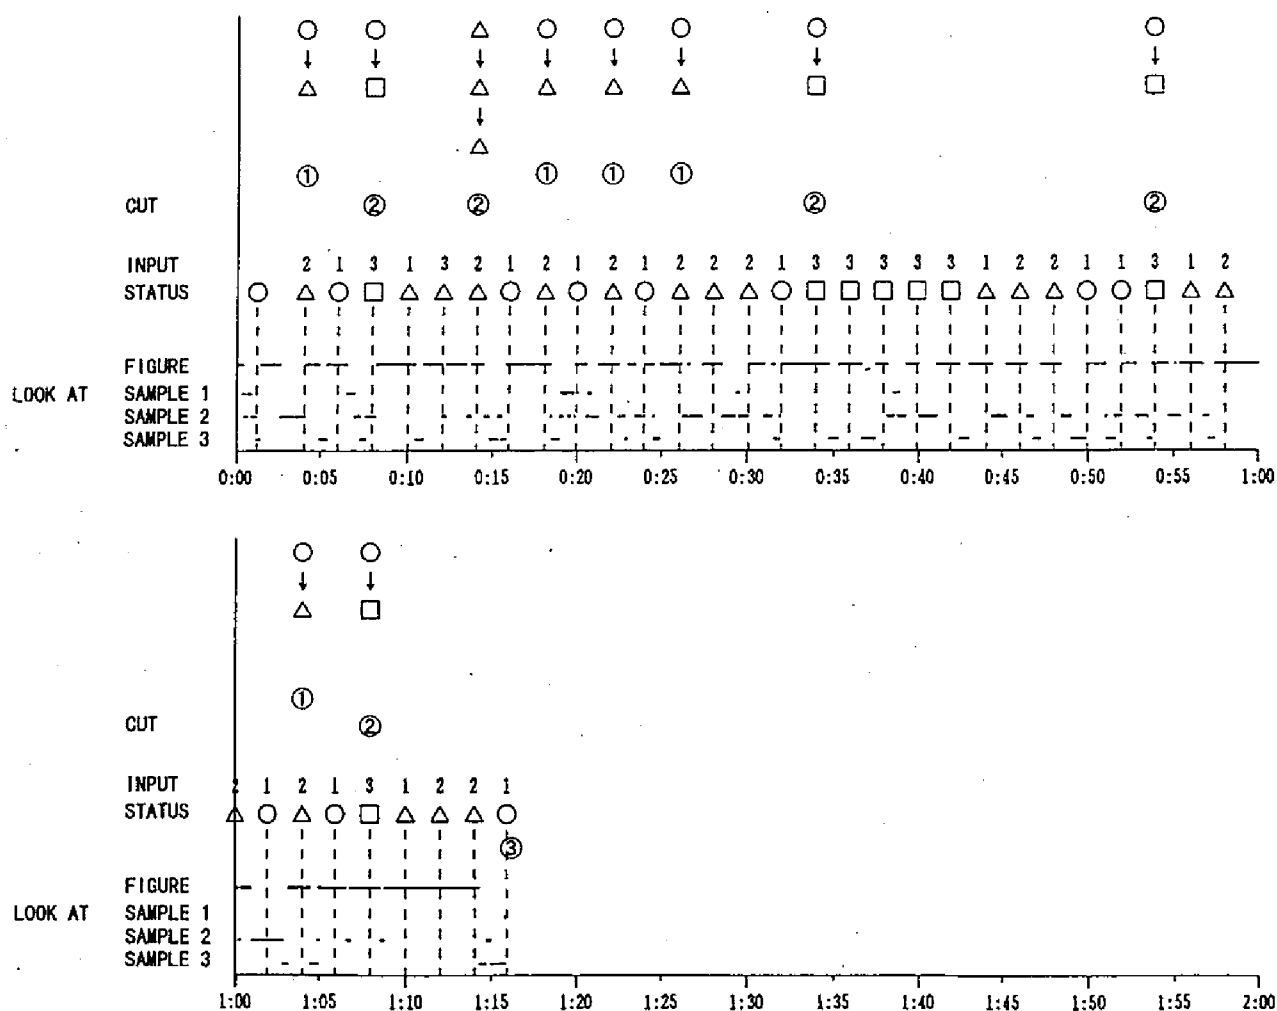 ① ① ① ①
CUT ② ② ② ②
INPUT 2 1 3 1 3 2 1 2 1 2 1 2 2 2 1 3 3 3 3 3 1 2 2 1 1 3 1 2
STATUS
FIGURE
LOOK AT SAMPLE 1
SAMPLE 2
SAMPLE 3
0:00 0:05 0:10 0:15 0:20 0:25 0:30 0:35 0:40 0:45 0:50 0:55 1:00
①
CUT ②
INPUT 2 1 2 1 3 1 2 2 1
STATUS
③
FIGURE
LOOK AT SAMPLE 1
SAMPLE 2
SAMPLE 3
1:00 1:05 1:10 1:15 1:20 1:25 1:30 1:35 1:40 1:45 1:50 1:55 2:00